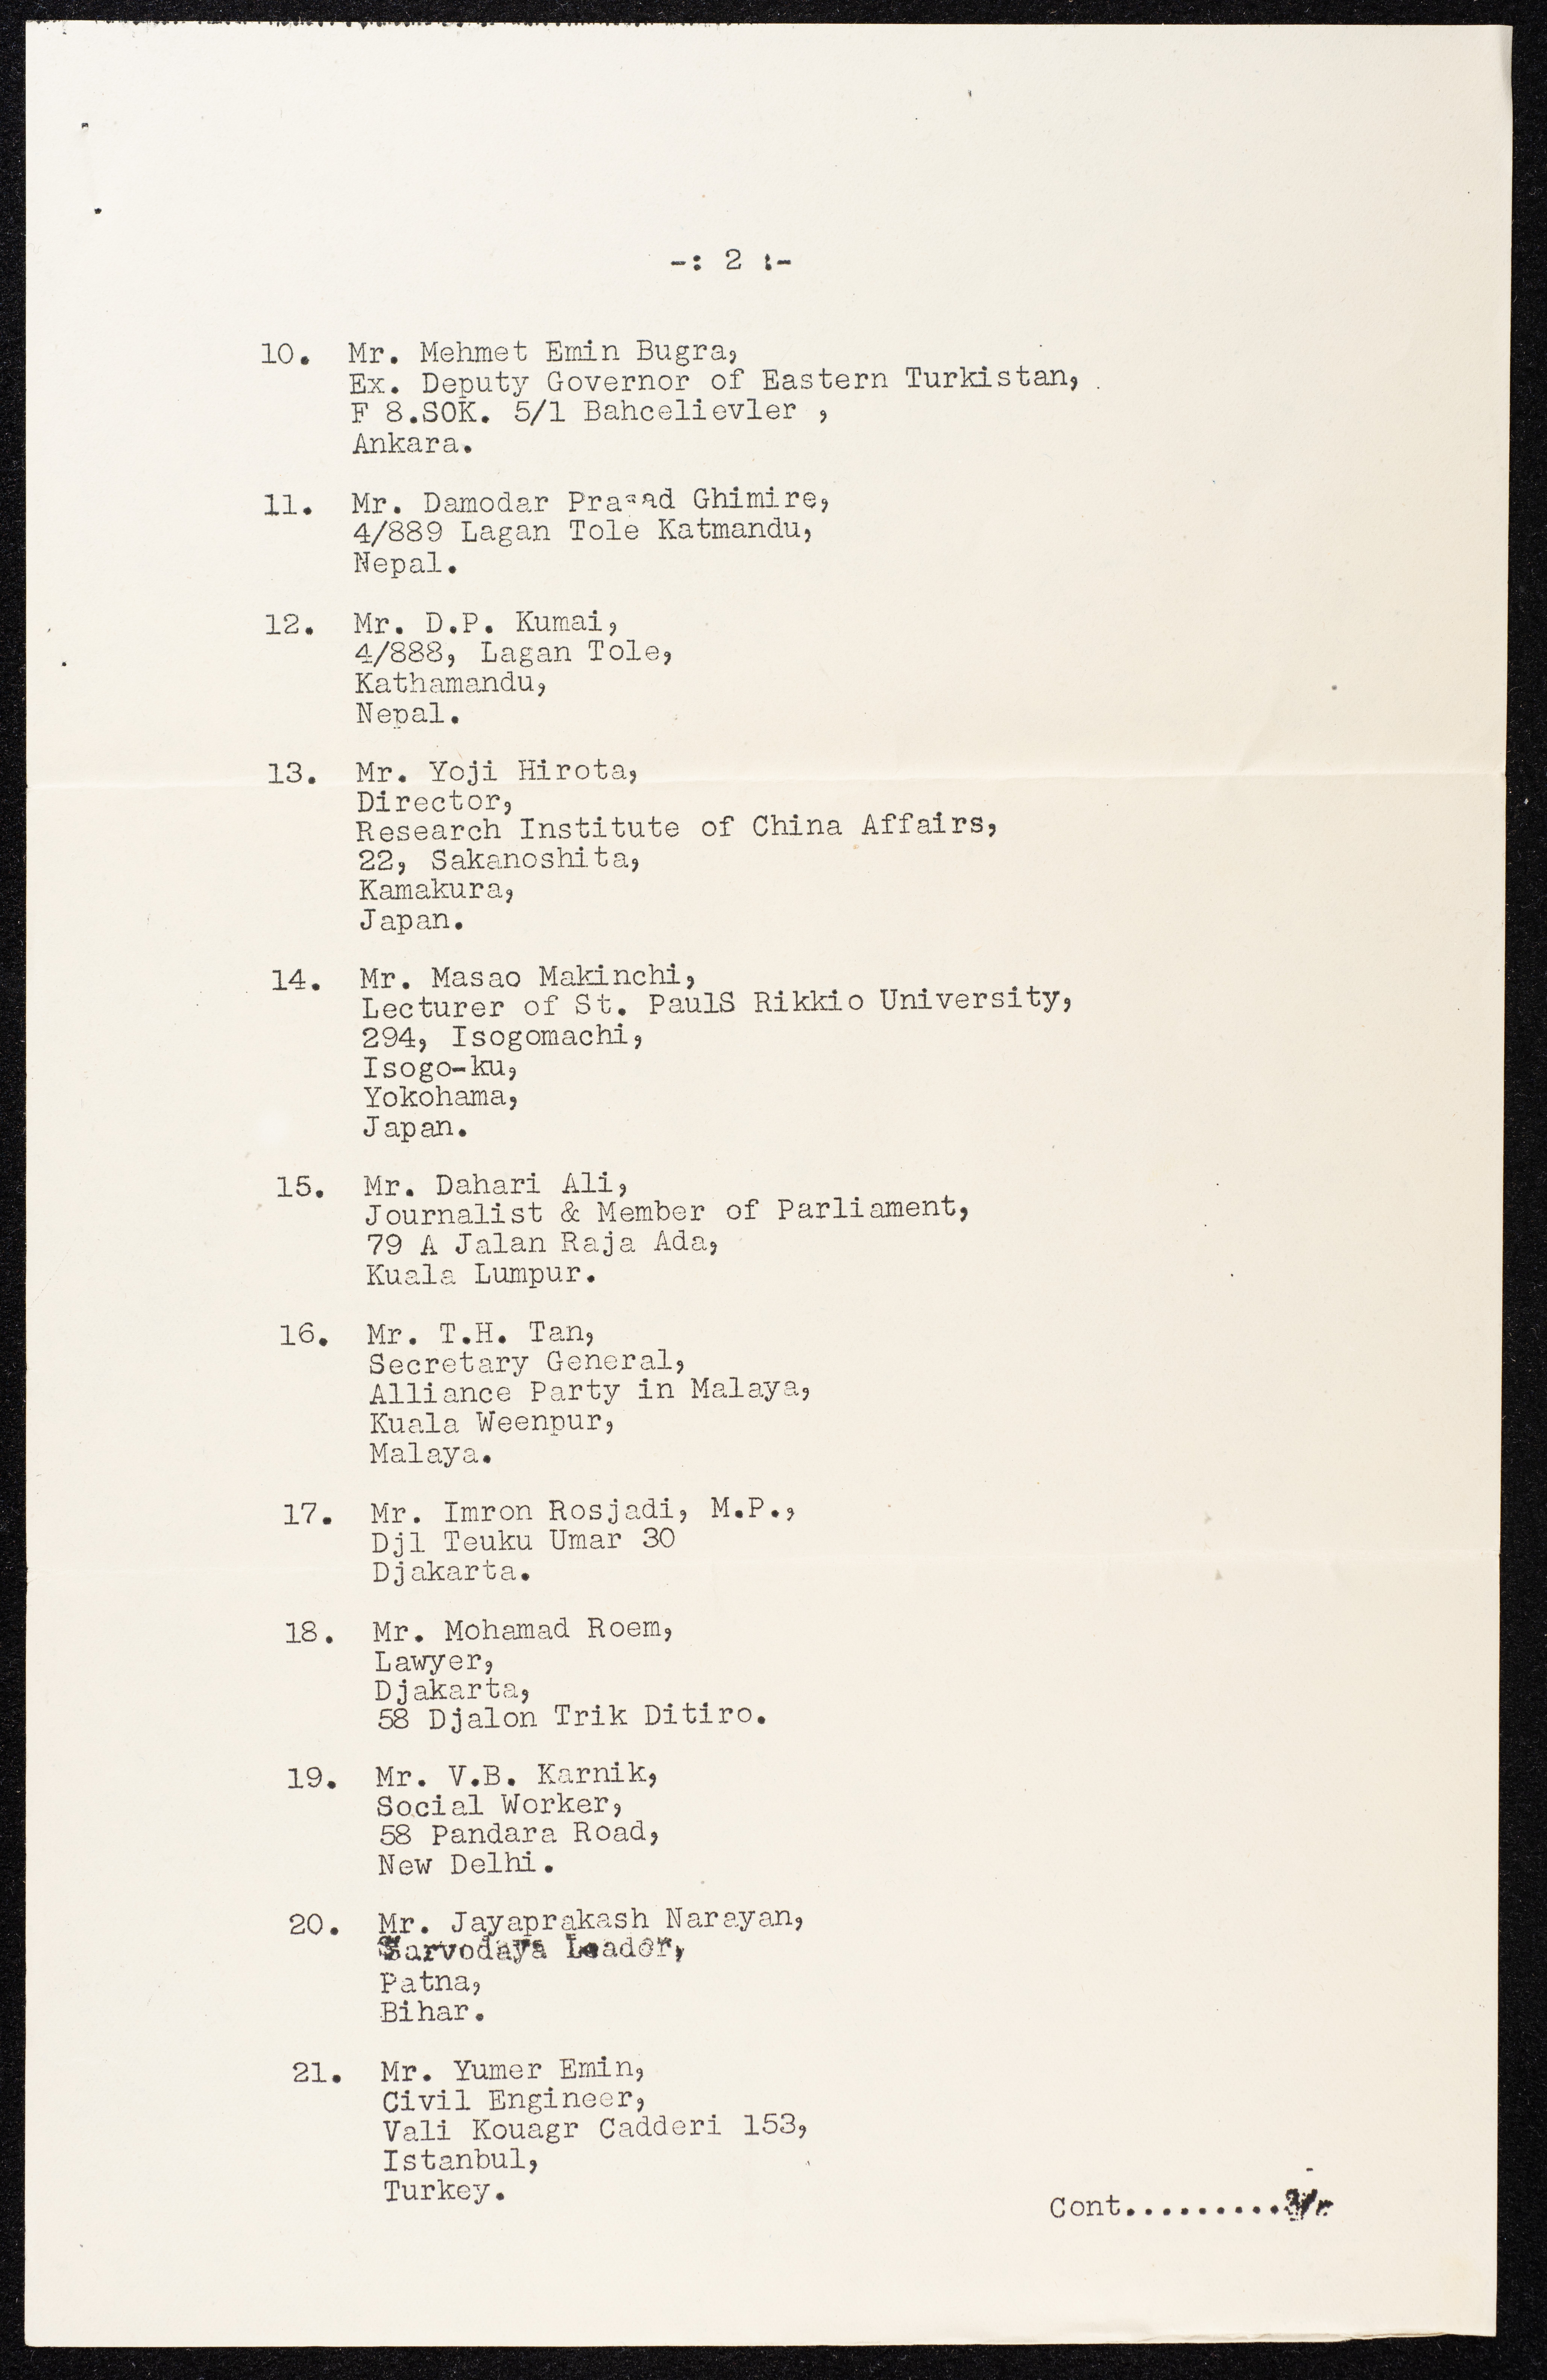 -: 2 :-
10. Mr. Mehmet Emin Bugra,
Ex. Deputy Governor of Eastern Turkistan,
F 8.SOK. 5/1 Bahcelievler ,
Ankara.
11. Mr. Damodar Prasad Ghimire,
4/889 Lagan Tole Katmandu,
Nepal.
12. Mr. D.P. Kumai,
4/888, Lagan Tole,
Kathamandu,
Nepal.
13. Mr. Yoji Hirota,
Director,
Research Institute of China Affairs,
22, Sakanoshita,
Kamakura,
Japan.
14. Mr. Masao Makinchi,
Lecturer of St. PaulS Rikkio University,
294, Isogomachi,
Isogo-ku,
Yokohama,
Japan.
15. Mr. Dahari Ali,
Journalist & Member of Parliament,
79 A Jalan Raja Ada,
Kuala Lumpur.
16. Mr. T.H. Tan,
Secretary General,
Alliance Party in Malaya,
Kuala Weenpur,
Malaya.
17. Mr. Imron Rosjadi, M.P.,
Djl Teuku Umar 30
Djakarta.
18. Mr. Mohamad Roem,
Lawyer,
Djakarta,
58 Djalon Trik Ditiro.
19. Mr. V.B. Karnik,
Social Worker,
58 Pandara Road,
New Delhi.
20. Mr. Jayaprakash Narayan,
Sarvodaya Leader,
Patna,
Bihar.
21. Mr. Yumer Emin,
Civil Engineer,
Vali Kouagr Cadderi 153,
Istanbul,
Turkey.
Cont..........